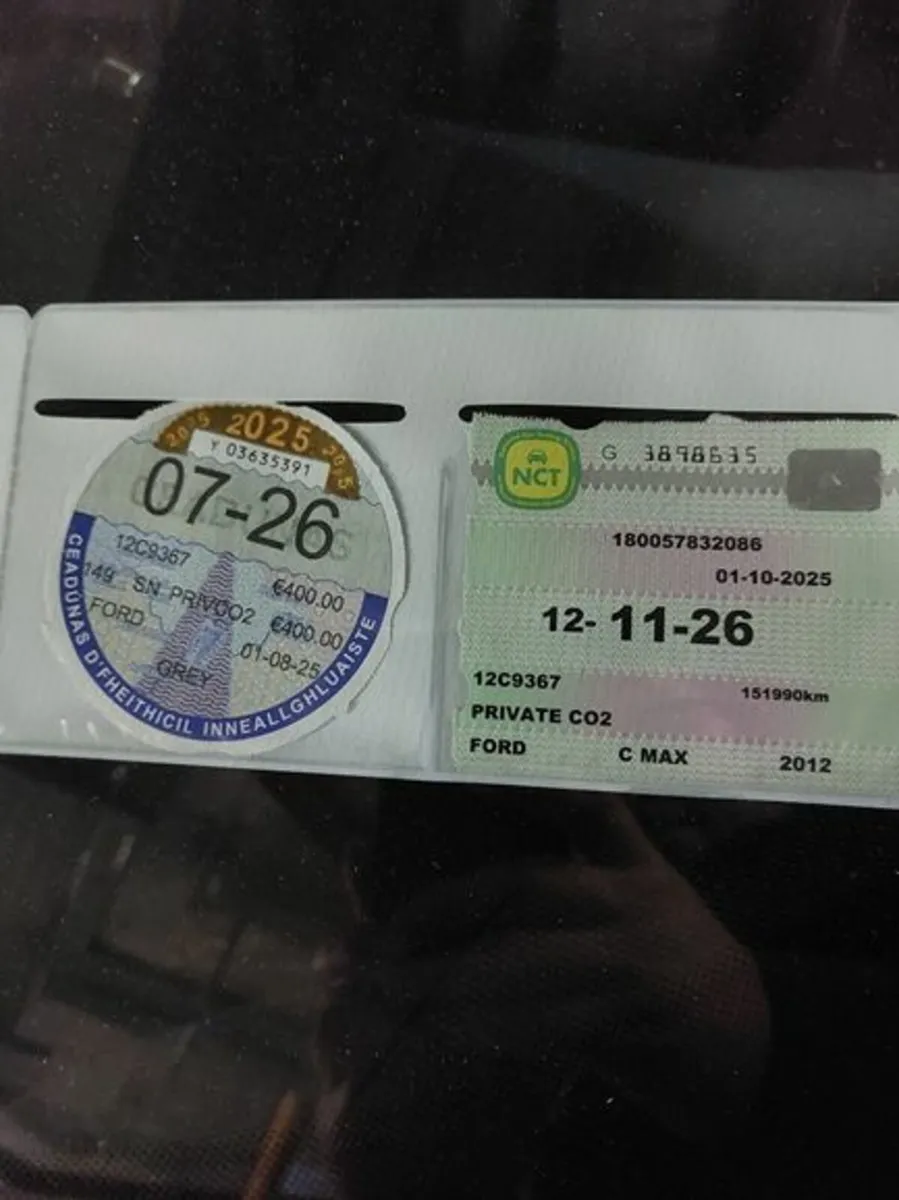 2025 2025 2025
Y 03635391
07-26
12C9367 €400.00
149 SN PRIVCO2 €400.00
FORD 01-08-25
GREY
CEADÚNAS D'FHEITHICIL INNEALLGHLUAISTE
NCT G 3898635
180057832086
01-10-2025
12- 11-26
12C9367 151990km
PRIVATE CO2
FORD C MAX 2012